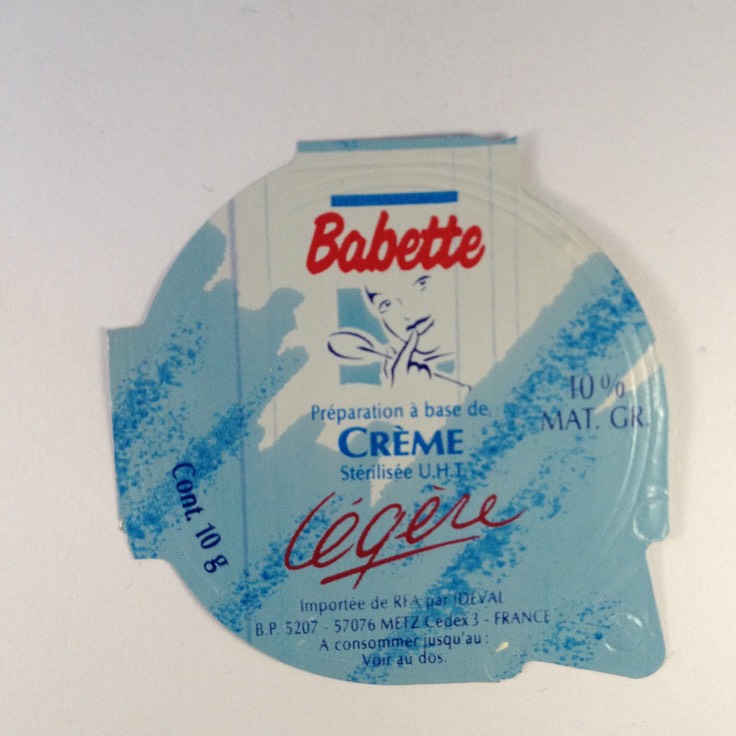 Babette
Préparation à base de
CRÈME
Stérilisée U.H.T.
légère
10 %
MAT. GR.
Cont. 10 g
Importée de RFA par IDEVAL
B.P. 5207 - 57076 METZ Cedex 3 - FRANCE
A consommer jusqu'au :
Voir au dos.